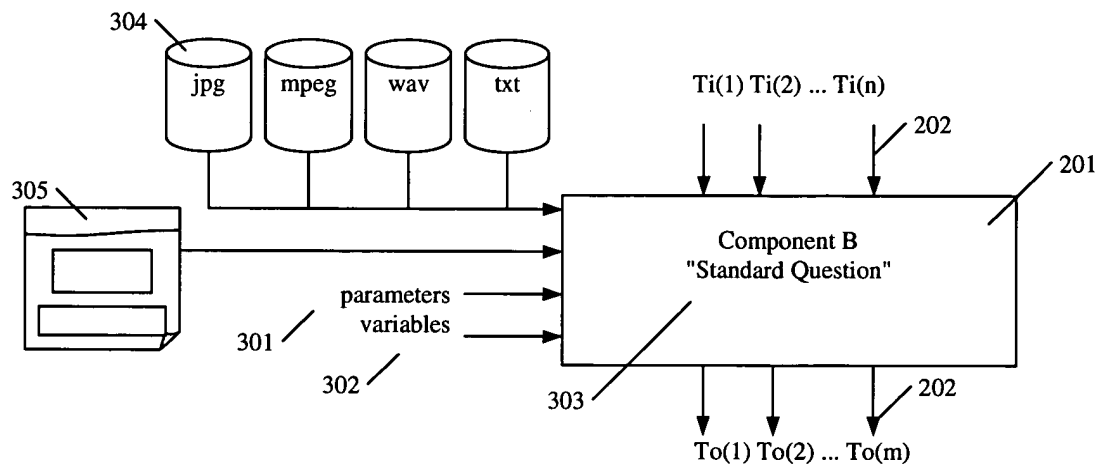 304
jpg mpeg wav txt
Ti(1) Ti(2) ... Ti(n)
202
305
201
Component B
"Standard Question"
parameters
301
variables
302
303
202
To(1) To(2) ... To(m)